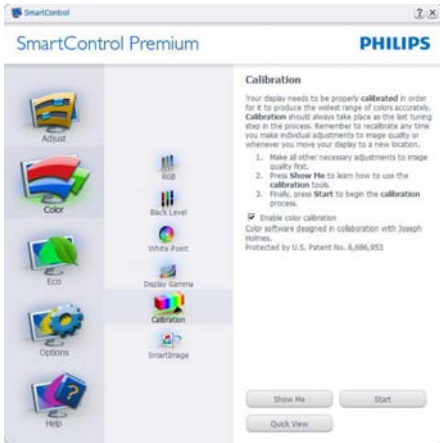 SmartControl
SmartControl Premium
PHILIPS
Adjust
Color
Eco
Options
Help
RGB
Black Level
White Point
Display Gamma
Calibration
SmartImage
Calibration
Your display needs to be properly calibrated in order
for it to produce the widest range of colors accurately.
Calibration should always take place as the last tuning
step in the process. Remember to recalibrate any time
you make individual adjustments to image quality or
whenever you move your display to a new location.
1. Make all other necessary adjustments to image
quality first.
2. Press Show Me to learn how to use the
calibration tools.
3. Finally, press Start to begin the calibration
process.
Enable color calibration
Color software designed in collaboration with Joseph
Holmes.
Protected by U.S. Patent No. 6,686,953
Show Me
Start
Quick View